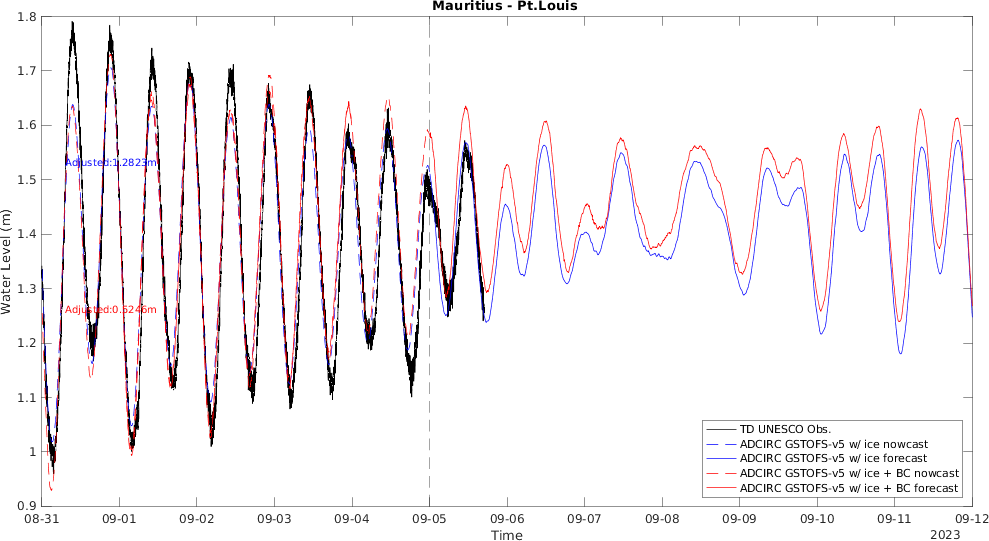 Mauritius - Pt.Louis
1.8
1.7
1.6
1.5
1.4
1.3
1.2
1.1
1
0.9
Water Level (m)
Adjusted:1.2823m
Adjusted:0.6246m
TD UNESCO Obs.
ADCIRC GSTOFS-v5 w/ ice nowcast
ADCIRC GSTOFS-v5 w/ ice forecast
ADCIRC GSTOFS-v5 w/ ice + BC nowcast
ADCIRC GSTOFS-v5 w/ ice + BC forecast
08-31 09-01 09-02 09-03 09-04 09-05 09-06 09-07 09-08 09-09 09-10 09-11 09-12
Time
2023